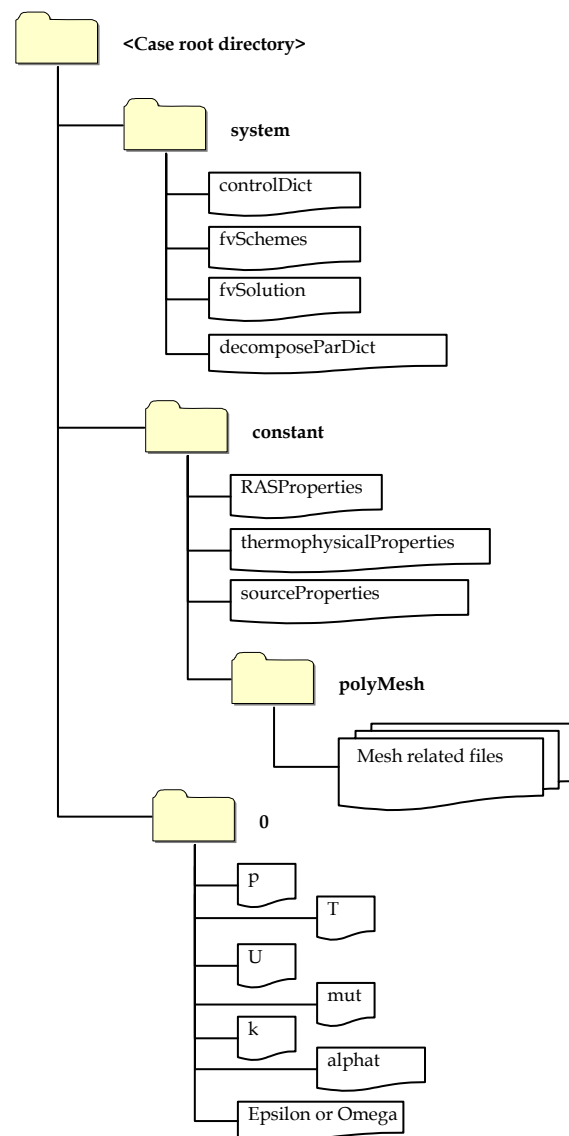 <Case root directory>
system
controlDict
fvSchemes
fvSolution
decomposeParDict
constant
RASProperties
thermophysicalProperties
sourceProperties
polyMesh
Mesh related files
0
p
T
U
mut
k
alphat
Epsilon or Omega